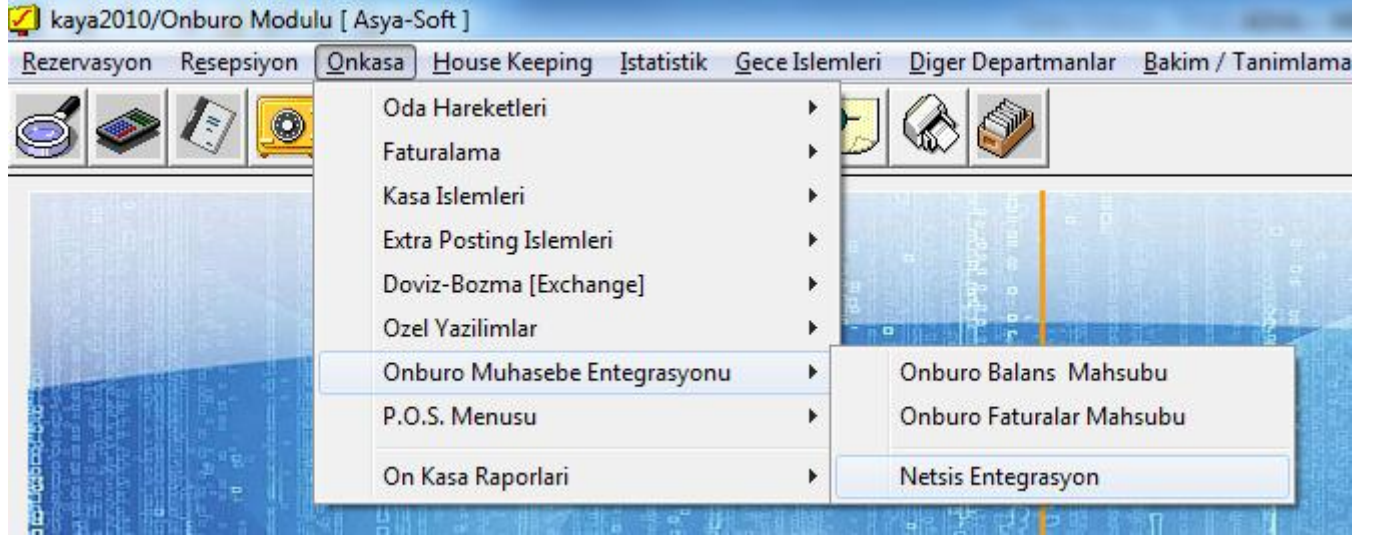 kaya2010/Onburo Modulu [ Asya-Soft ]
Rezervasyon Resepsiyon Onkasa House Keeping Istatistik Gece Islemleri Diger Departmanlar Bakim / Tanimlama
Oda Hareketleri
Faturalama
Kasa Islemleri
Extra Posting Islemleri
Doviz-Bozma [Exchange]
Ozel Yazilimlar
Onburo Muhasebe Entegrasyonu
Onburo Balans Mahsubu
P.O.S. Menusu
Onburo Faturalar Mahsubu
On Kasa Raporlari
Netsis Entegrasyon